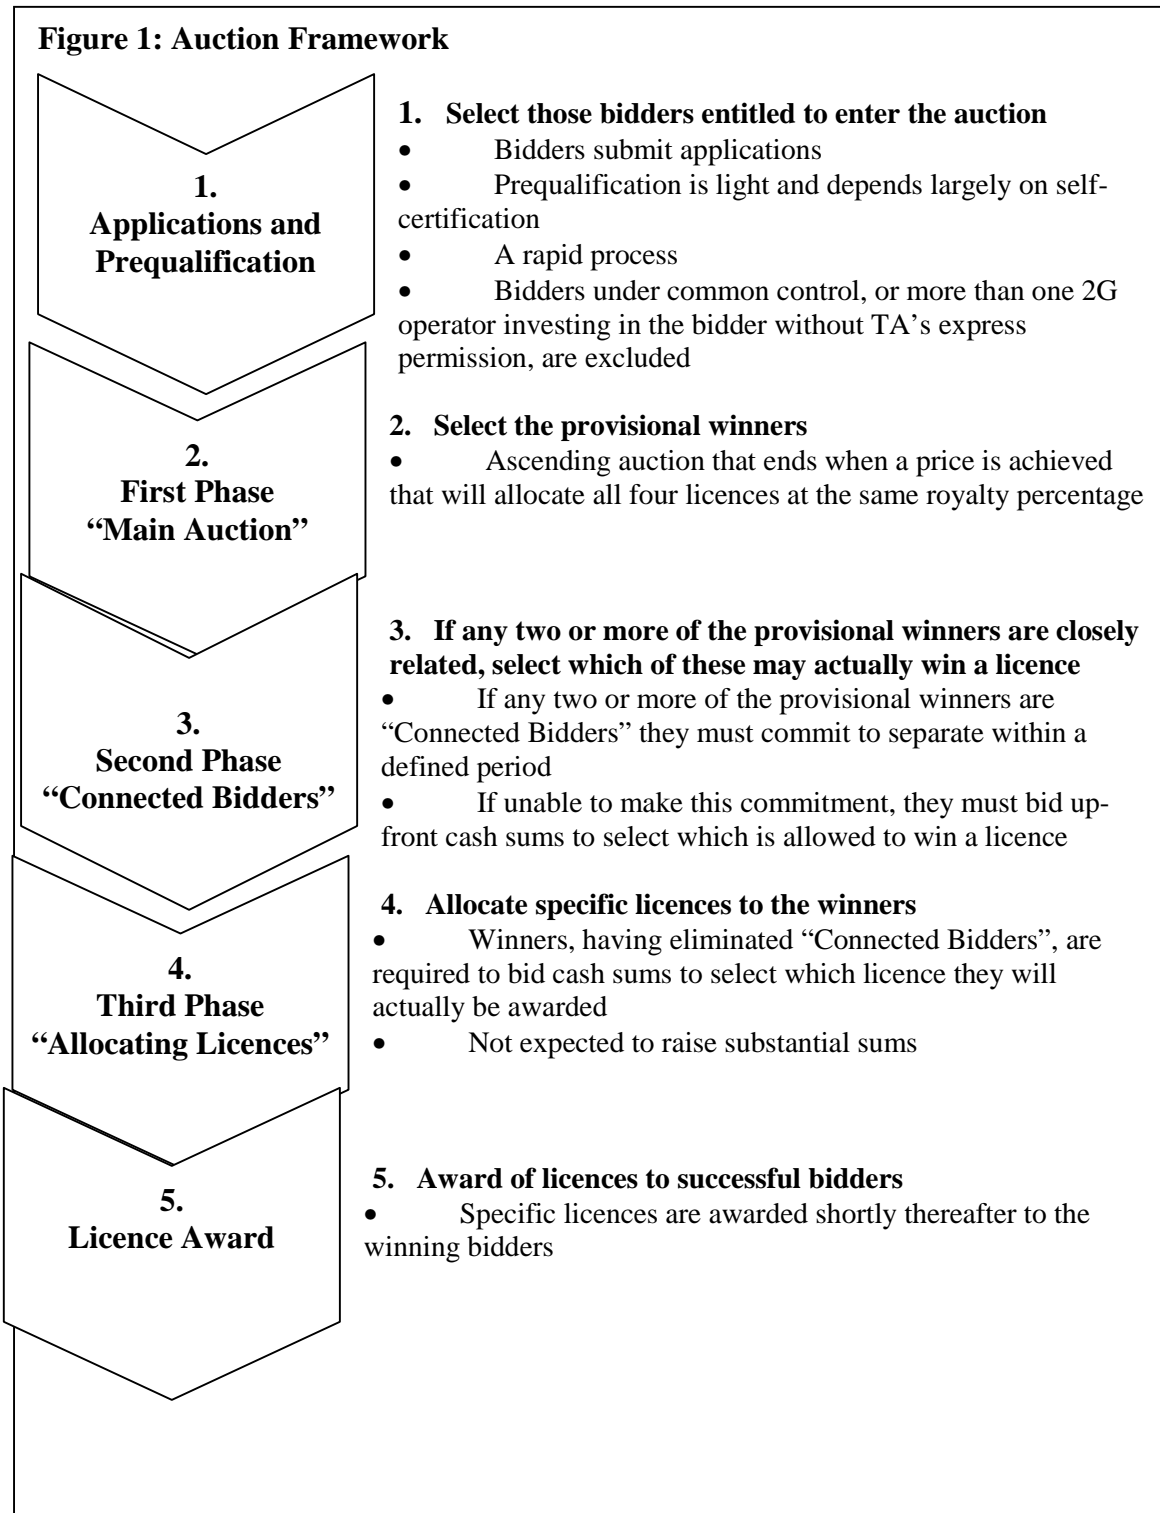 Figure 1: Auction Framework
1.
Applications and
Prequalification
1. Select those bidders entitled to enter the auction
• Bidders submit applications
• Prequalification is light and depends largely on self-
certification
• A rapid process
• Bidders under common control, or more than one 2G
operator investing in the bidder without TA’s express
permission, are excluded
2.
First Phase
“Main Auction”
2. Select the provisional winners
• Ascending auction that ends when a price is achieved
that will allocate all four licences at the same royalty percentage
3.
Second Phase
“Connected Bidders”
3. If any two or more of the provisional winners are closely
related, select which of these may actually win a licence
• If any two or more of the provisional winners are
“Connected Bidders” they must commit to separate within a
defined period
• If unable to make this commitment, they must bid up-
front cash sums to select which is allowed to win a licence
4.
Third Phase
“Allocating Licences”
4. Allocate specific licences to the winners
• Winners, having eliminated “Connected Bidders”, are
required to bid cash sums to select which licence they will
actually be awarded
• Not expected to raise substantial sums
5.
Licence Award
5. Award of licences to successful bidders
• Specific licences are awarded shortly thereafter to the
winning bidders